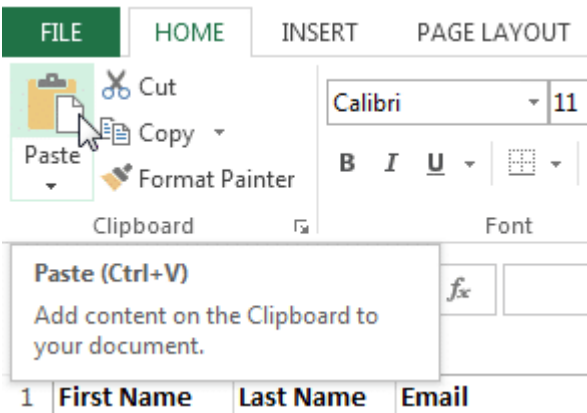 FILE HOME INSERT PAGE LAYOUT
Cut
Calibri 11
Copy
Paste
B I U
Format Painter
Clipboard Font
Paste (Ctrl+V)
fx
Add content on the Clipboard to
your document.
1 First Name Last Name Email